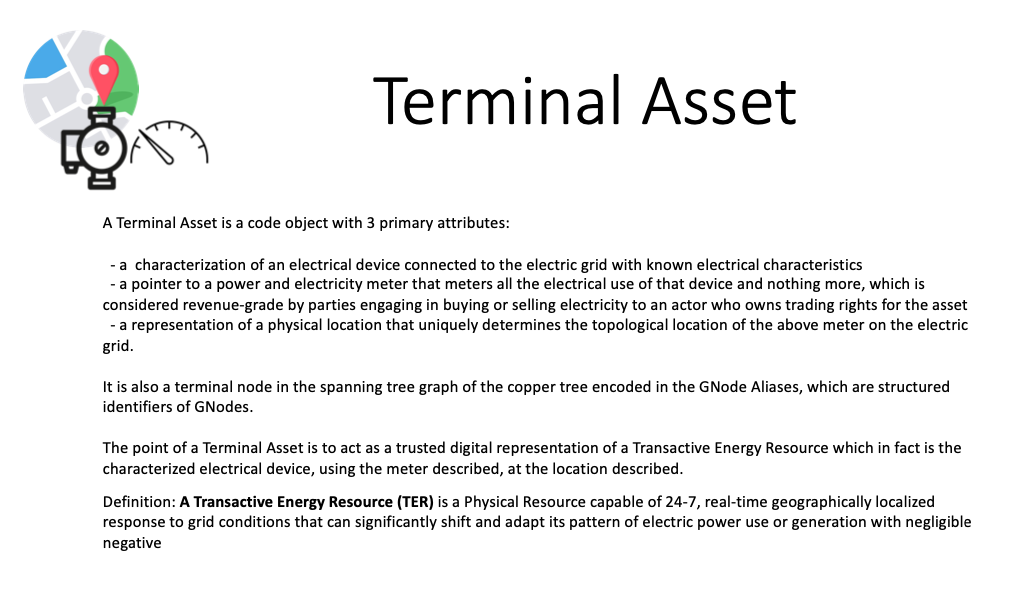 Terminal Asset
A Terminal Asset is a code object with 3 primary attributes:
- a  characterization of an electrical device connected to the electric grid with known electrical characteristics
- a pointer to a power and electricity meter that meters all the electrical use of that device and nothing more, which is
considered revenue-grade by parties engaging in buying or selling electricity to an actor who owns trading rights for the asset
- a representation of a physical location that uniquely determines the topological location of the above meter on the electric
grid.
It is also a terminal node in the spanning tree graph of the copper tree encoded in the GNode Aliases, which are structured
identifiers of GNodes.
The point of a Terminal Asset is to act as a trusted digital representation of a Transactive Energy Resource which in fact is the
characterized electrical device, using the meter described, at the location described.
Definition: A Transactive Energy Resource (TER) is a Physical Resource capable of 24-7, real-time geographically localized
response to grid conditions that can significantly shift and adapt its pattern of electric power use or generation with negligible
negative